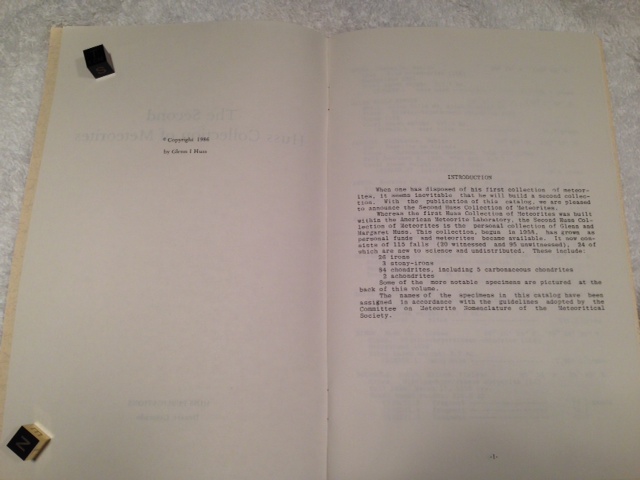 © Copyright 1986
by Glenn I Huss
INTRODUCTION
When one has disposed of his first collection of meteor-
ites, it seems inevitable that he will build a second collec-
tion. With the publication of this catalog, we are pleased
to announce the Second Huss Collection of Meteorites.
Whereas the first Huss Collection of Meteorites was built
within the American Meteorite Laboratory, the Second Huss Col-
lection of Meteorites is the personal collection of Glenn and
Margaret Huss. This collection, begun in 1958, has grown as
personal funds and meteorites became available. It now con-
sists of 115 falls (20 witnessed and 95 unwitnessed), 34 of
which are new to science and undistributed. These include:
26 irons
3 stony-irons
84 chondrites, including 5 carbonaceous chondrites
2 achondrites
Some of the more notable specimens are pictured at the
back of this volume.
The names of the specimens in this catalog have been
assigned in accordance with the guidelines adopted by the
Committee on Meteorite Nomenclature of the Meteoritical
Society.
-1-
N